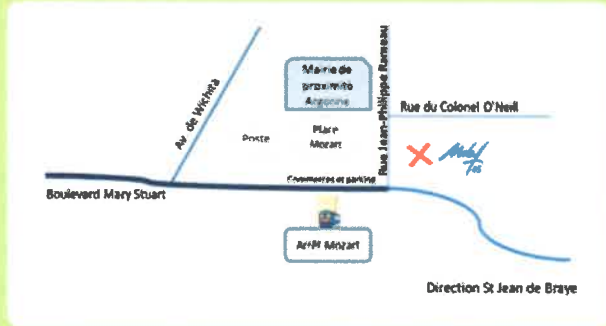 Av. de Wichita
Mairie de
proximité
Argonne
Rue Jean-Philippe Rameau
Rue du Colonel O'Neill
Poste
Place
Mozart
Commerces et parking
Boulevard Mary Stuart
Arrêt Mozart
Direction St Jean de Braye